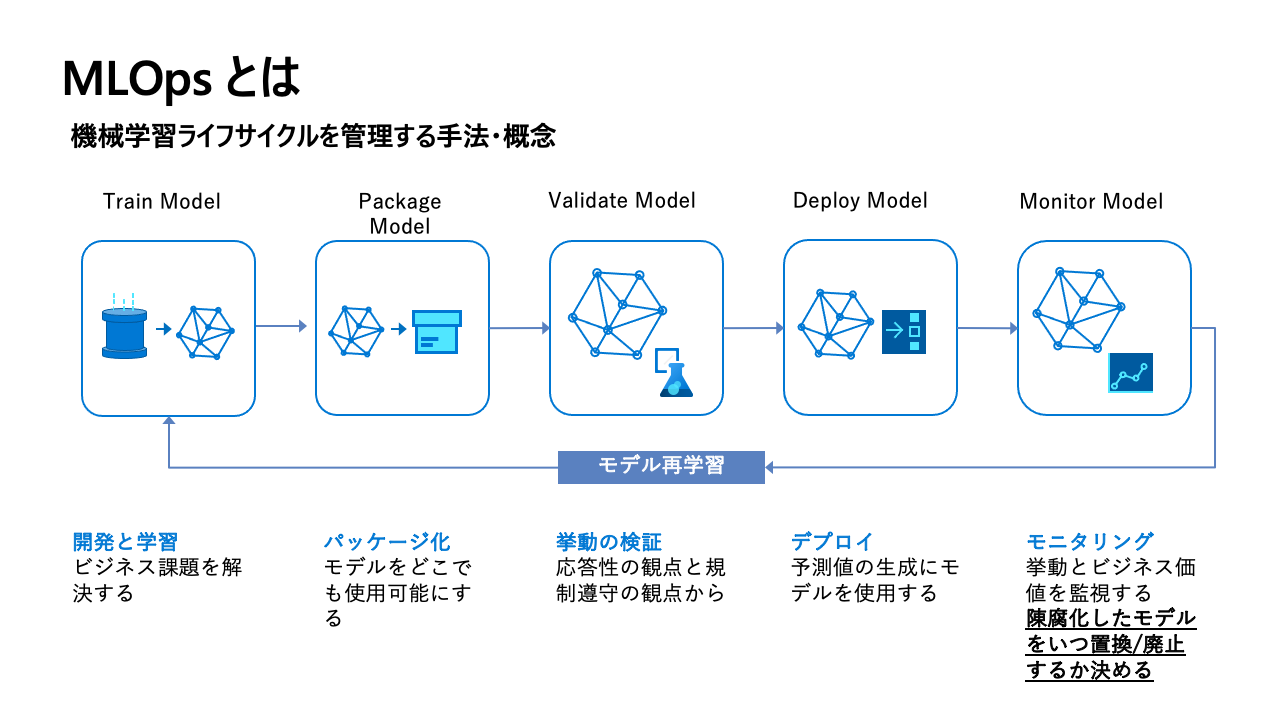 MLOps とは
機械学習ライフサイクルを管理する手法・概念
Train Model
Package
Model
Validate Model
Deploy Model
Monitor Model
モデル再学習
開発と学習
ビジネス課題を解
決する
パッケージ化
モデルをどこで
も使用可能にす
る
挙動の検証
応答性の観点と規
制遵守の観点から
デプロイ
予測値の生成にモ
デルを使用する
モニタリング
挙動とビジネス価
値を監視する
陳腐化したモデル
をいつ置換/廃止
するか決める